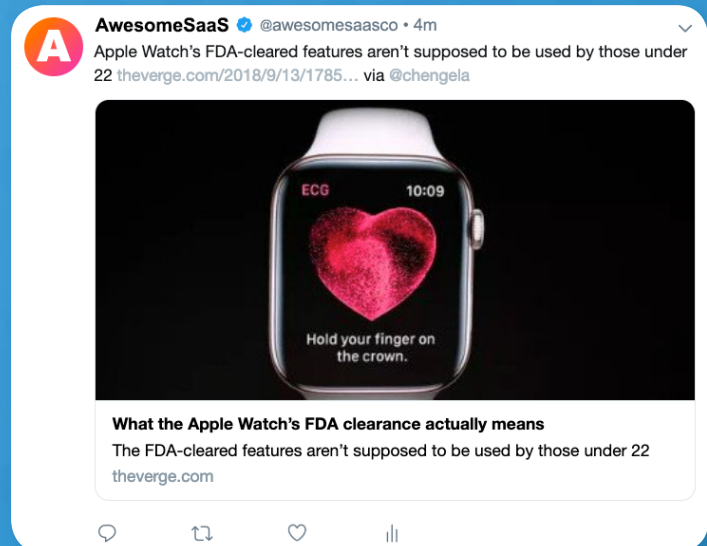 A
AwesomeSaaS @awesomesaasco • 4m
Apple Watch’s FDA-cleared features aren’t supposed to be used by those under
22 theverge.com/2018/9/13/1785… via @chengela
ECG 10:09
Hold your finger on
the crown.
What the Apple Watch’s FDA clearance actually means
The FDA-cleared features aren’t supposed to be used by those under 22
theverge.com